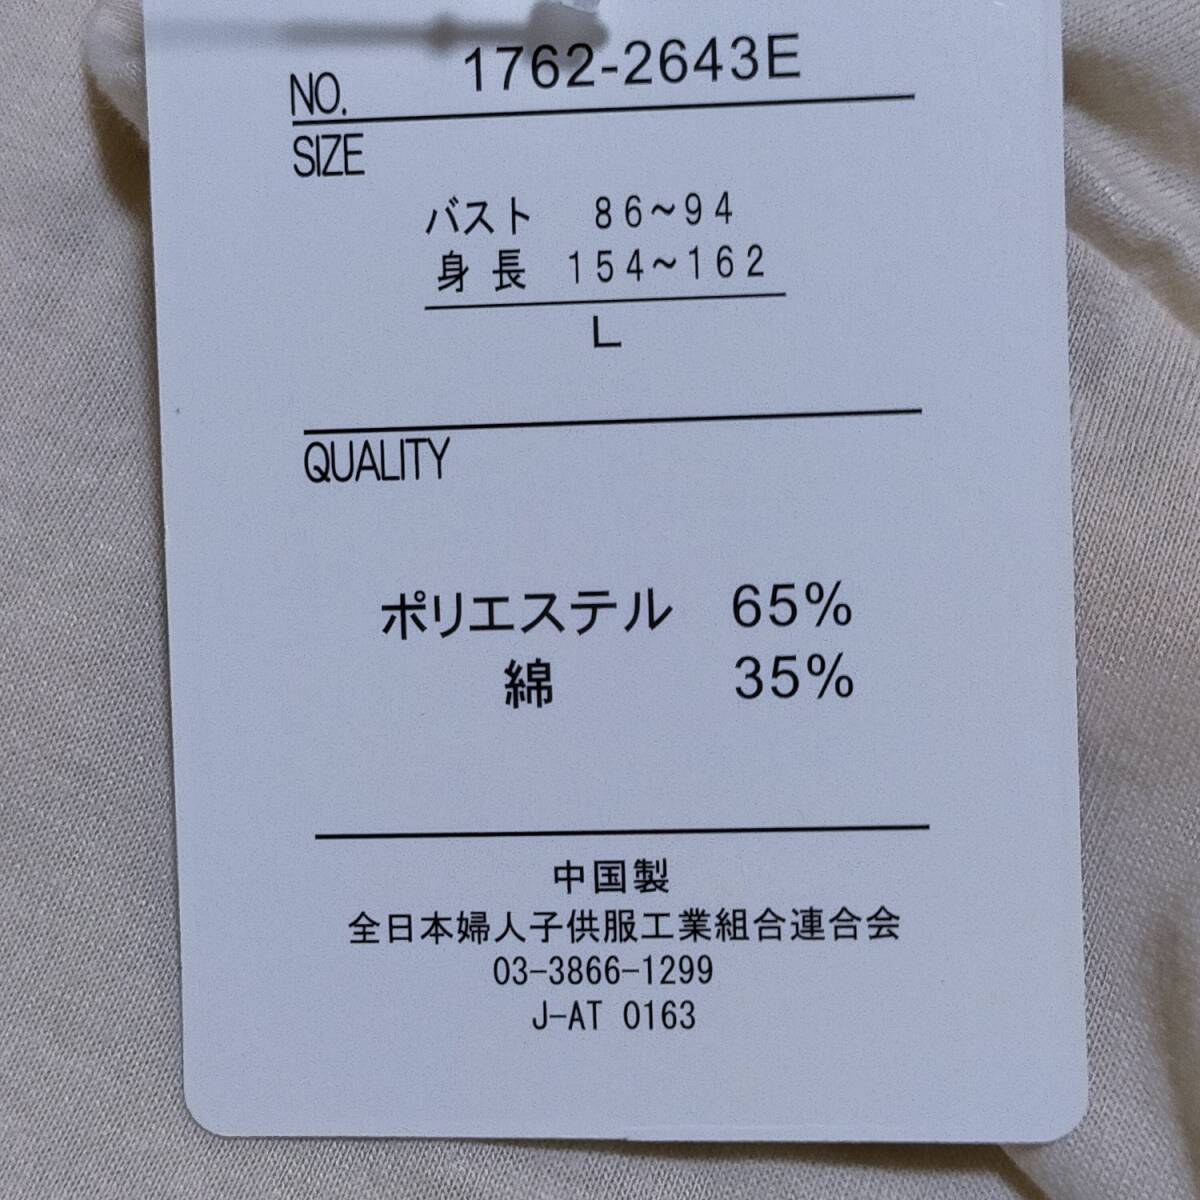 NO. 1762-2643E
SIZE
バスト 86~94
身長 154~162
L
QUALITY
ポリエステル 65%
綿 35%
中国製
全日本婦人子供服工業組合連合会
03-3866-1299
J-AT 0163